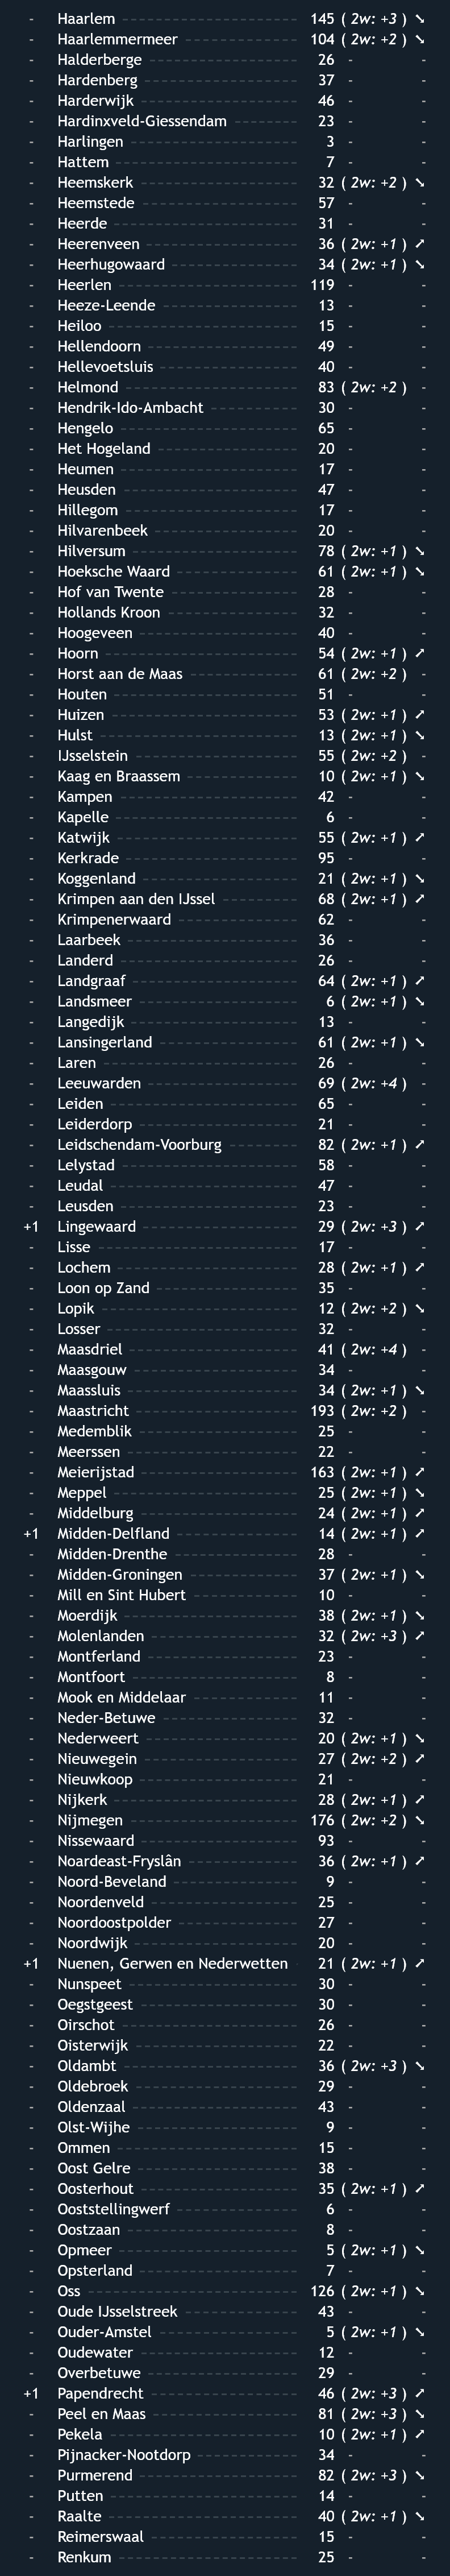 - Haarlem 145 ( 2w: +3 ) ↘
- Haarlemmermeer 104 ( 2w: +2 ) ↘
- Halderberge 26 - -
- Hardenberg 37 - -
- Harderwijk 46 - -
- Hardinxveld-Giessendam 23 - -
- Harlingen 3 - -
- Hattem 7 - -
- Heemskerk 32 ( 2w: +2 ) ↘
- Heemstede 57 - -
- Heerde 31 - -
- Heerenveen 36 ( 2w: +1 ) ↗
- Heerhugowaard 34 ( 2w: +1 ) ↘
- Heerlen 119 - -
- Heeze-Leende 13 - -
- Heiloo 15 - -
- Hellendoorn 49 - -
- Hellevoetsluis 40 - -
- Helmond 83 ( 2w: +2 ) -
- Hendrik-Ido-Ambacht 30 - -
- Hengelo 65 - -
- Het Hogeland 20 - -
- Heumen 17 - -
- Heusden 47 - -
- Hillegom 17 - -
- Hilvarenbeek 20 - -
- Hilversum 78 ( 2w: +1 ) ↘
- Hoeksche Waard 61 ( 2w: +1 ) ↘
- Hof van Twente 28 - -
- Hollands Kroon 32 - -
- Hoogeveen 40 - -
- Hoorn 54 ( 2w: +1 ) ↗
- Horst aan de Maas 61 ( 2w: +2 ) -
- Houten 51 - -
- Huizen 53 ( 2w: +1 ) ↗
- Hulst 13 ( 2w: +1 ) ↘
- IJsselstein 55 ( 2w: +2 ) -
- Kaag en Braassem 10 ( 2w: +1 ) ↘
- Kampen 42 - -
- Kapelle 6 - -
- Katwijk 55 ( 2w: +1 ) ↗
- Kerkrade 95 - -
- Koggenland 21 ( 2w: +1 ) ↘
- Krimpen aan den IJssel 68 ( 2w: +1 ) ↗
- Krimpenerwaard 62 - -
- Laarbeek 36 - -
- Landerd 26 - -
- Landgraaf 64 ( 2w: +1 ) ↗
- Landsmeer 6 ( 2w: +1 ) ↘
- Langedijk 13 - -
- Lansingerland 61 ( 2w: +1 ) ↘
- Laren 26 - -
- Leeuwarden 69 ( 2w: +4 ) -
- Leiden 65 - -
- Leiderdorp 21 - -
- Leidschendam-Voorburg 82 ( 2w: +1 ) ↗
- Lelystad 58 - -
- Leudal 47 - -
- Leusden 23 - -
+1 Lingewaard 29 ( 2w: +3 ) ↗
- Lisse 17 - -
- Lochem 28 ( 2w: +1 ) ↗
- Loon op Zand 35 - -
- Lopik 12 ( 2w: +2 ) ↘
- Losser 32 - -
- Maasdriel 41 ( 2w: +4 ) -
- Maasgouw 34 - -
- Maassluis 34 ( 2w: +1 ) ↘
- Maastricht 193 ( 2w: +2 ) -
- Medemblik 25 - -
- Meerssen 22 - -
- Meierijstad 163 ( 2w: +1 ) ↗
- Meppel 25 ( 2w: +1 ) ↘
- Middelburg 24 ( 2w: +1 ) ↗
+1 Midden-Delfland 14 ( 2w: +1 ) ↗
- Midden-Drenthe 28 - -
- Midden-Groningen 37 ( 2w: +1 ) ↘
- Mill en Sint Hubert 10 - -
- Moerdijk 38 ( 2w: +1 ) ↘
- Molenlanden 32 ( 2w: +3 ) ↗
- Montferland 23 - -
- Montfoort 8 - -
- Mook en Middelaar 11 - -
- Neder-Betuwe 32 - -
- Nederweert 20 ( 2w: +1 ) ↘
- Nieuwegein 27 ( 2w: +2 ) ↗
- Nieuwkoop 21 - -
- Nijkerk 28 ( 2w: +1 ) ↗
- Nijmegen 176 ( 2w: +2 ) ↘
- Nissewaard 93 - -
- Noardeast-Fryslân 36 ( 2w: +1 ) ↗
- Noord-Beveland 9 - -
- Noordenveld 25 - -
- Noordoostpolder 27 - -
- Noordwijk 20 - -
+1 Nuenen, Gerwen en Nederwetten 21 ( 2w: +1 ) ↗
- Nunspeet 30 - -
- Oegstgeest 30 - -
- Oirschot 26 - -
- Oisterwijk 22 - -
- Oldambt 36 ( 2w: +3 ) ↘
- Oldebroek 29 - -
- Oldenzaal 43 - -
- Olst-Wijhe 9 - -
- Ommen 15 - -
- Oost Gelre 38 - -
- Oosterhout 35 ( 2w: +1 ) ↗
- Ooststellingwerf 6 - -
- Oostzaan 8 - -
- Opmeer 5 ( 2w: +1 ) ↘
- Opsterland 7 - -
- Oss 126 ( 2w: +1 ) ↘
- Oude IJsselstreek 43 - -
- Ouder-Amstel 5 ( 2w: +1 ) ↘
- Oudewater 12 - -
- Overbetuwe 29 - -
+1 Papendrecht 46 ( 2w: +3 ) ↗
- Peel en Maas 81 ( 2w: +3 ) ↘
- Pekela 10 ( 2w: +1 ) ↗
- Pijnacker-Nootdorp 34 - -
- Purmerend 82 ( 2w: +3 ) ↘
- Putten 14 - -
- Raalte 40 ( 2w: +1 ) ↘
- Reimerswaal 15 - -
- Renkum 25 - -